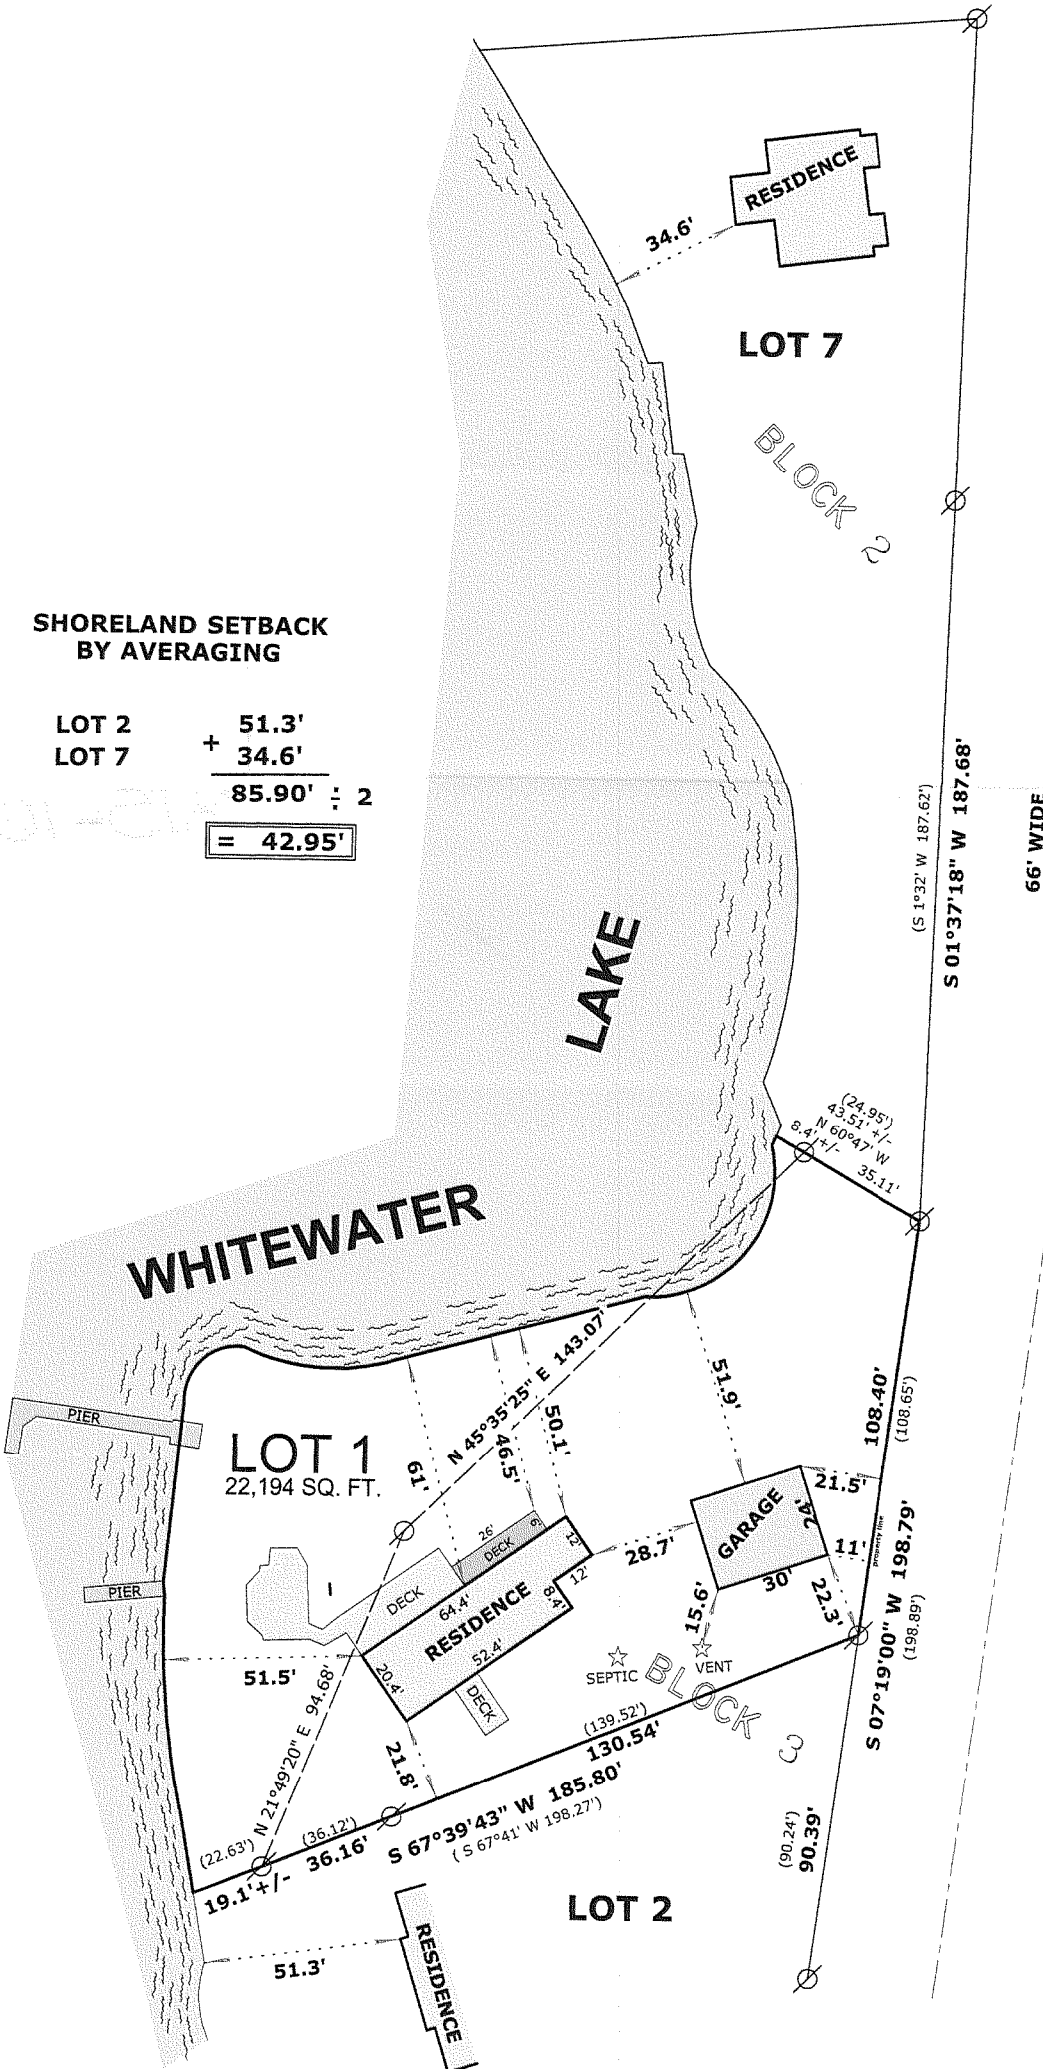 RESIDENCE
34.6'
LOT 7
BLOCK 2
SHORELAND SETBACK
BY AVERAGING
LOT 2 51.3'
LOT 7 + 34.6'
85.90' ÷ 2
= 42.95'
(S 1°32' W 187.62')
S 01°37'18" W 187.68'
66' WIDE
LAKE
WHITEWATER
(24.95')
43.51' +/-
N 60°47' W
8.4'+/- 35.11'
N 45°35'25" E 143.07'
51.9'
50.1'
46.5'
61'
108.40'
(108.65')
PIER
LOT 1
22,194 SQ. FT.
21.5'
GARAGE
24'
30'
11'
property line
22.3'
15.6'
28.7'
26'
DECK
6'
12'
12'
8.4'
DECK
64.4'
RESIDENCE
52.4'
20.4'
DECK
PIER
I
51.5'
SEPTIC
VENT
BLOCK 3
S 07°19'00" W 198.79'
(198.89')
N 21°49'20" E 94.68'
21.8'
(139.52')
130.54'
S 67°39'43" W 185.80'
( S 67°41' W 198.27')
(36.12')
36.16'
(22.63')
19.1'+/-
(90.24')
90.39'
LOT 2
51.3'
RESIDENCE